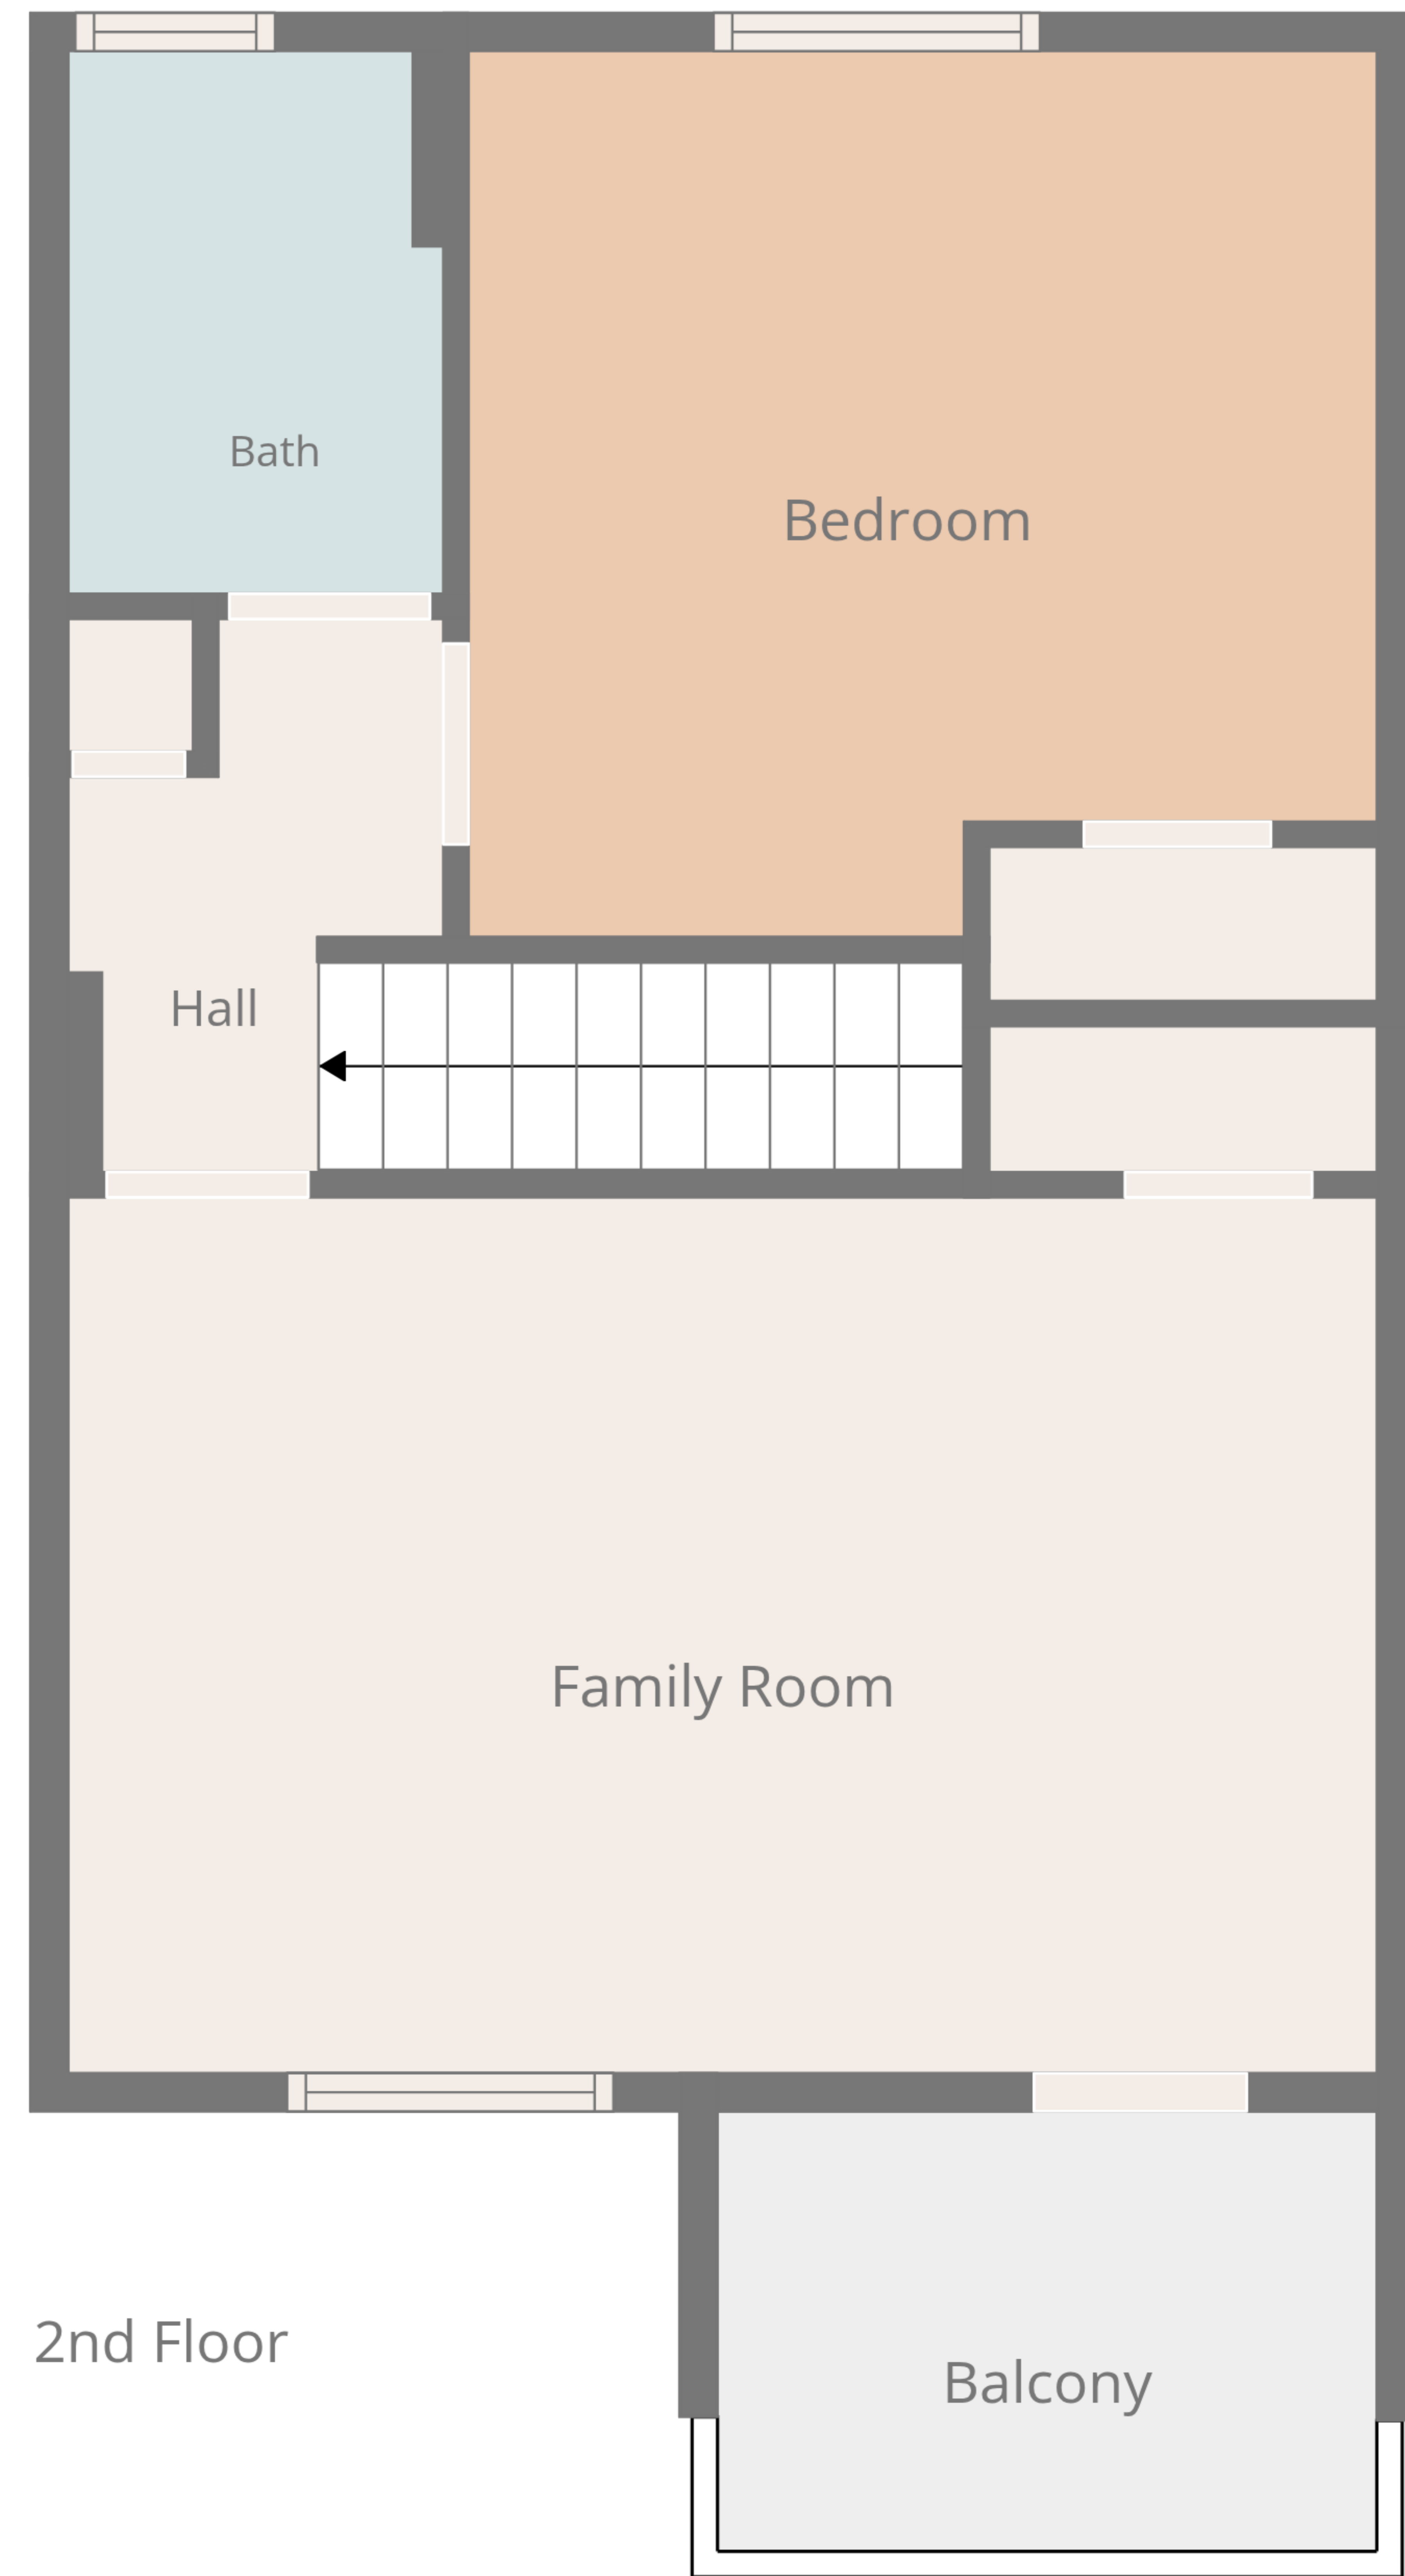 Bath
Bedroom
Hall
Family Room
2nd Floor
Balcony